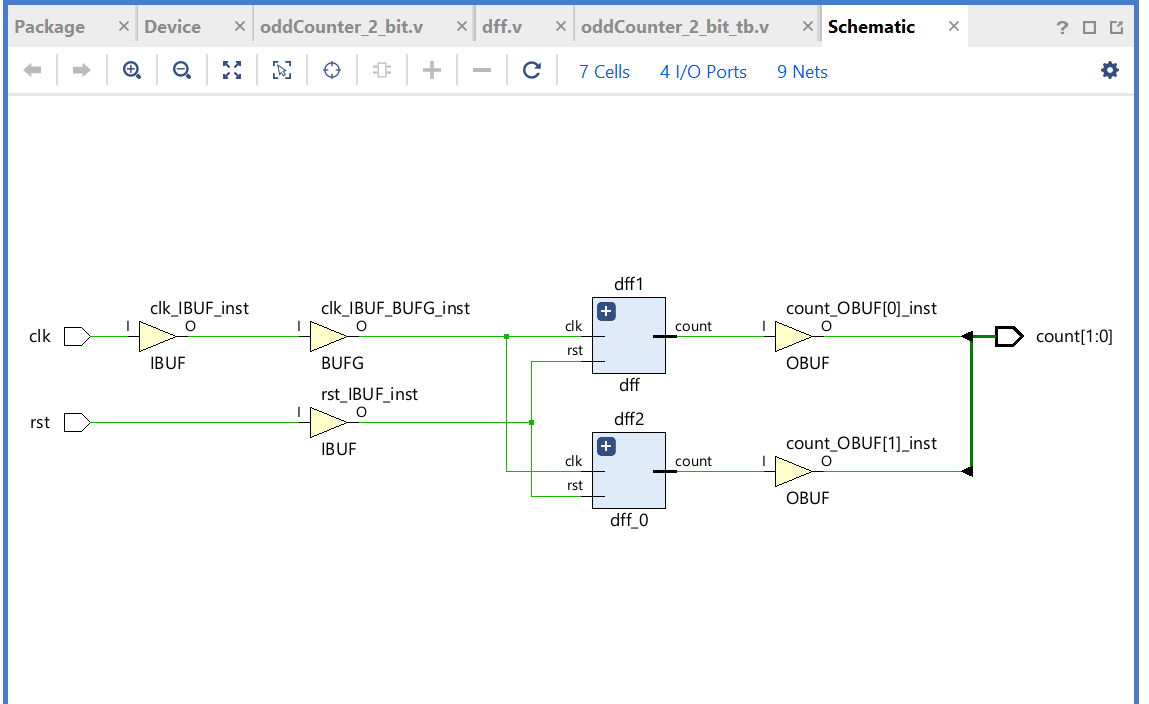 Package
Device
oddCounter_2_bit.v
dff.v
oddCounter_2_bit_tb.v
Schematic
?
7 Cells
4 I/O Ports
9 Nets
dff1
clk_IBUF_inst
clk_IBUF_BUFG_inst
count_OBUF[0]_inst
I
O
I
O
clk
count
I
O
clk
count[1:0]
rst
IBUF
BUFG
OBUF
dff
rst_IBUF_inst
I
O
dff2
rst
count_OBUF[1]_inst
IBUF
clk
count
I
O
rst
OBUF
dff_0